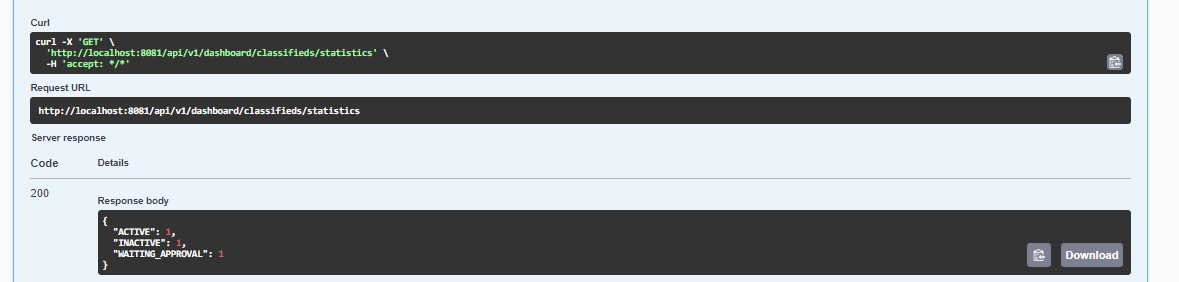 Curl
curl -X 'GET' \
'http://localhost:8081/api/v1/dashboard/classifieds/statistics' \
-H 'accept: */*'
Request URL
http://localhost:8081/api/v1/dashboard/classifieds/statistics
Server response
Code Details
200
Response body
{
"ACTIVE": 1,
"INACTIVE": 1,
"WAITING_APPROVAL": 1
}
Download